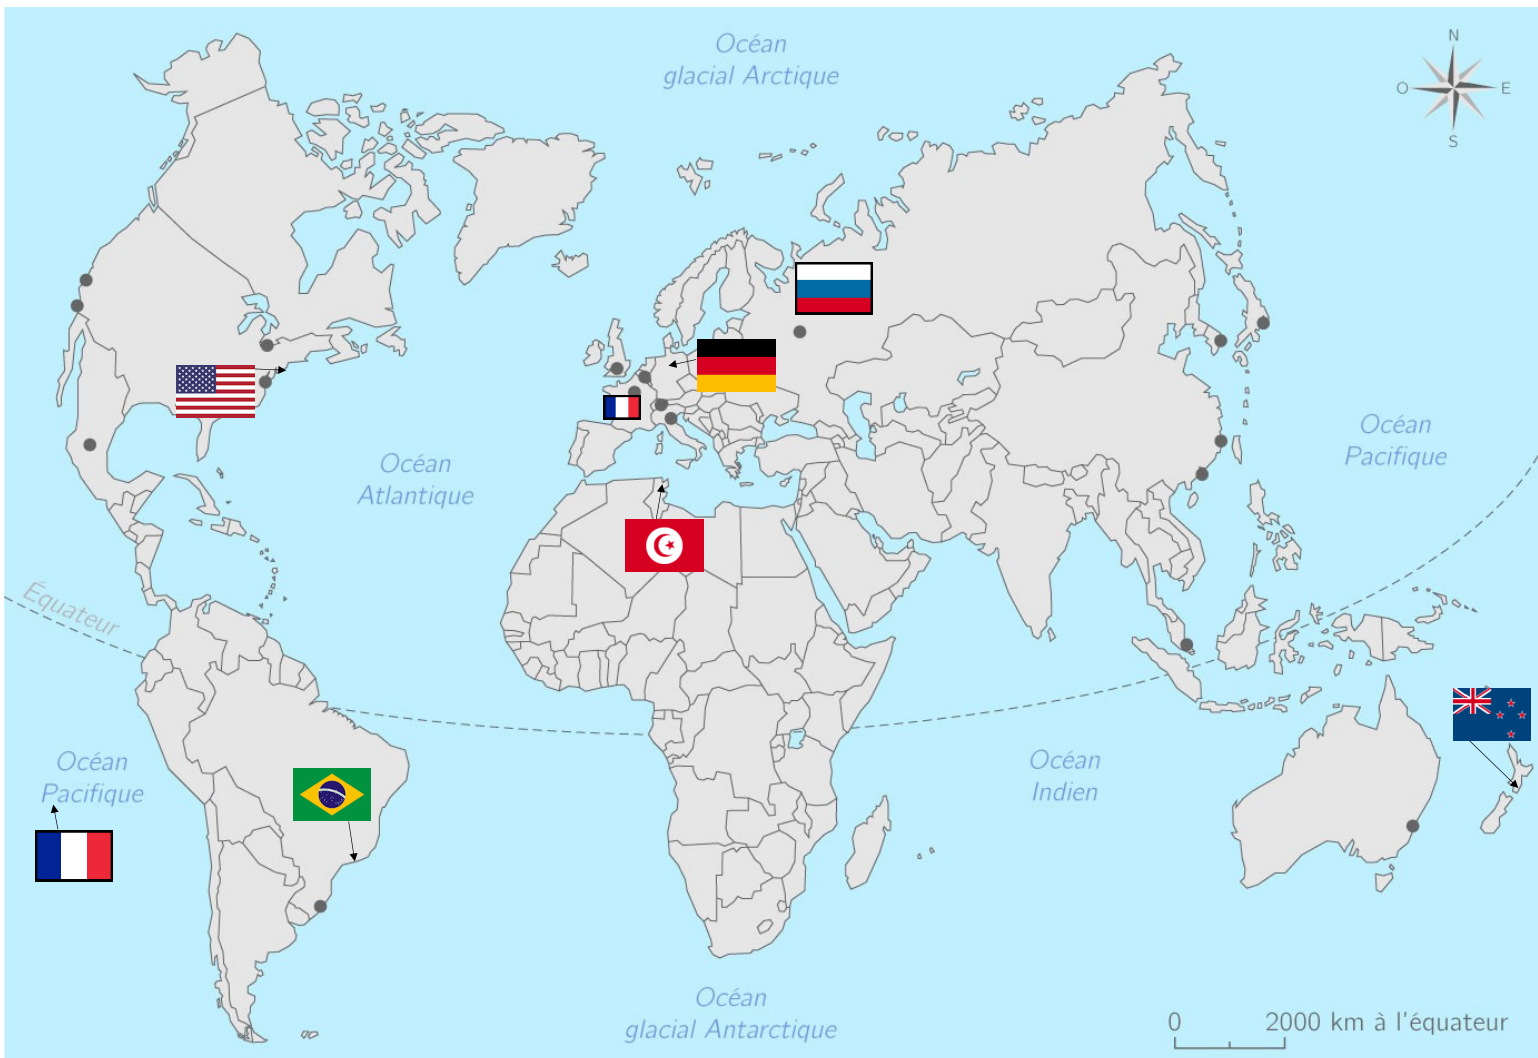 Océan
glacial Arctique
N
O
E
S
Océan
Atlantique
Océan
Pacifique
Équateur
Océan
Pacifique
Océan
Indien
Océan
glacial Antarctique
0 2000 km à l'équateur